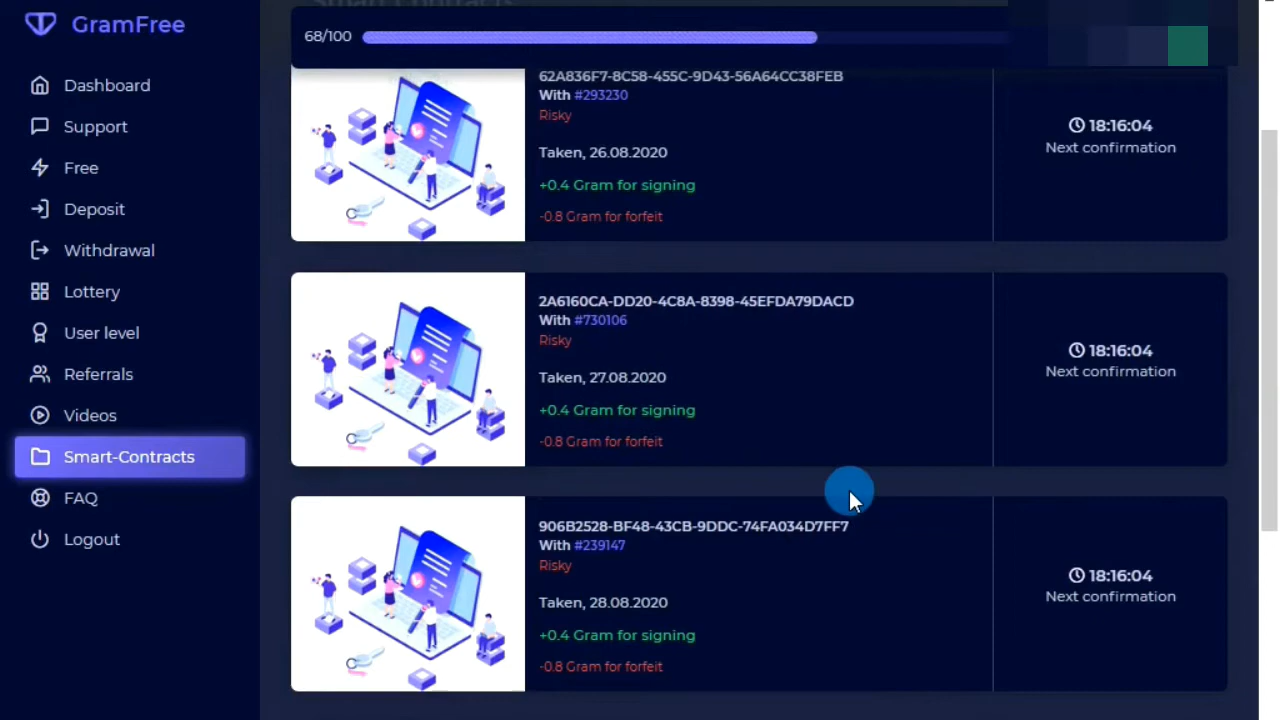 GramFree
Dashboard
Support
Free
Deposit
Withdrawal
Lottery
User level
Referrals
Videos
Smart-Contracts
FAQ
Logout
Smart-Contracts
68/100
62A836F7-8C58-455C-9D43-56A64CC38FEB
With #293230
Risky
Taken, 26.08.2020
+0.4 Gram for signing
-0.8 Gram for forfeit
18:16:04
Next confirmation
2A6160CA-DD20-4C8A-8398-45EFDA79DACD
With #730106
Risky
Taken, 27.08.2020
+0.4 Gram for signing
-0.8 Gram for forfeit
18:16:04
Next confirmation
906B2528-BF48-43CB-9DDC-74FA034D7FF7
With #239147
Risky
Taken, 28.08.2020
+0.4 Gram for signing
-0.8 Gram for forfeit
18:16:04
Next confirmation